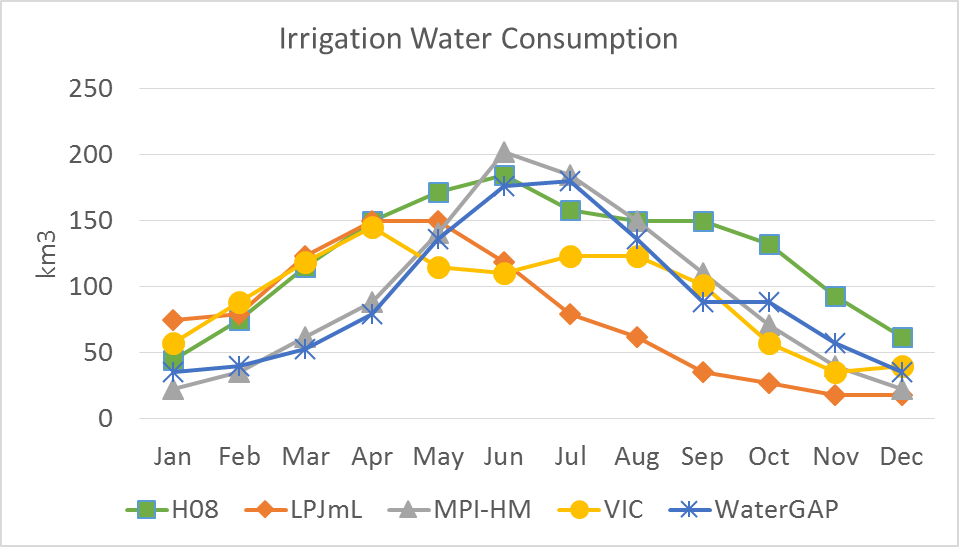 Irrigation Water Consumption
250
200
150
100
50
0
km3
Jan Feb Mar Apr May Jun Jul Aug Sep Oct Nov Dec
H08 LPJmL MPI-HM VIC WaterGAP